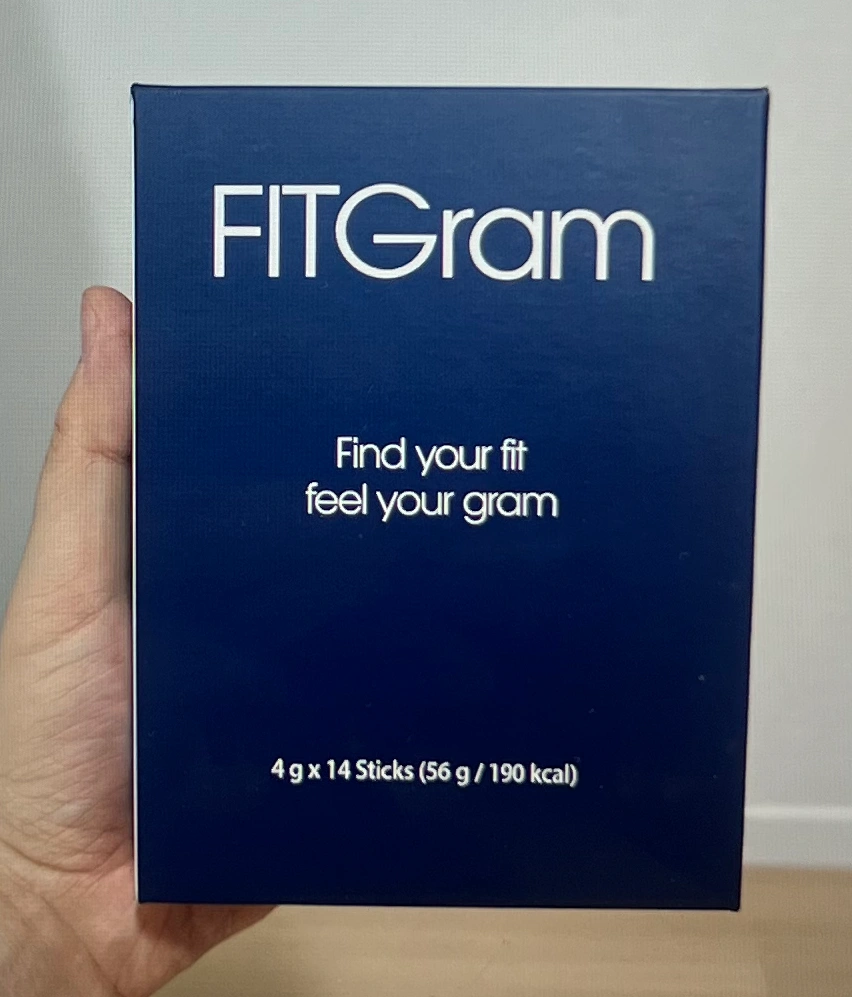 FITGram
Find your fit
feel your gram
4 g x 14 Sticks (56 g / 190 kcal)